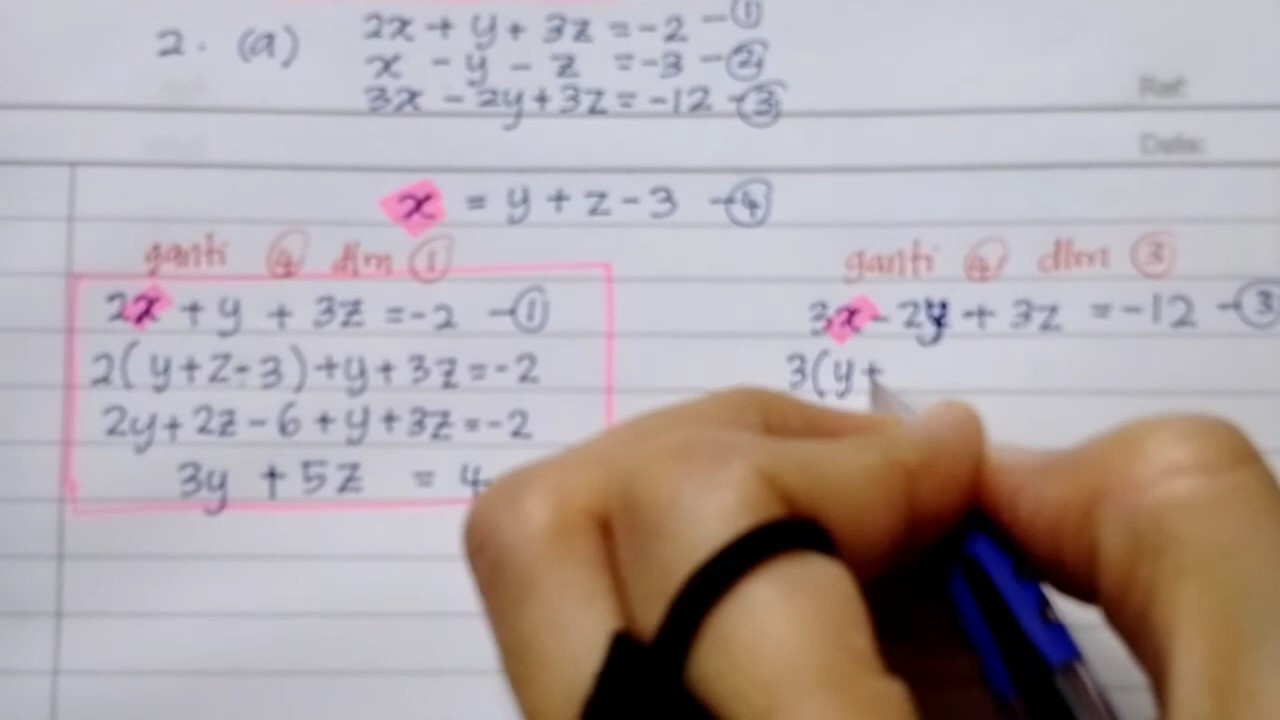 2. (a) 2x + y + 3z = -2 - ①
x - y - z = -3 - ②
3x - 2y + 3z = -12 - ③
Ref:
Date:
x = y + z - 3 - ④
ganti ④ dlm ①
2x + y + 3z = -2 - ①
2(y + z - 3) + y + 3z = -2
2y + 2z - 6 + y + 3z = -2
3y + 5z = 4
ganti ④ dlm ③
3x - 2y + 3z = -12 - ③
3(y +